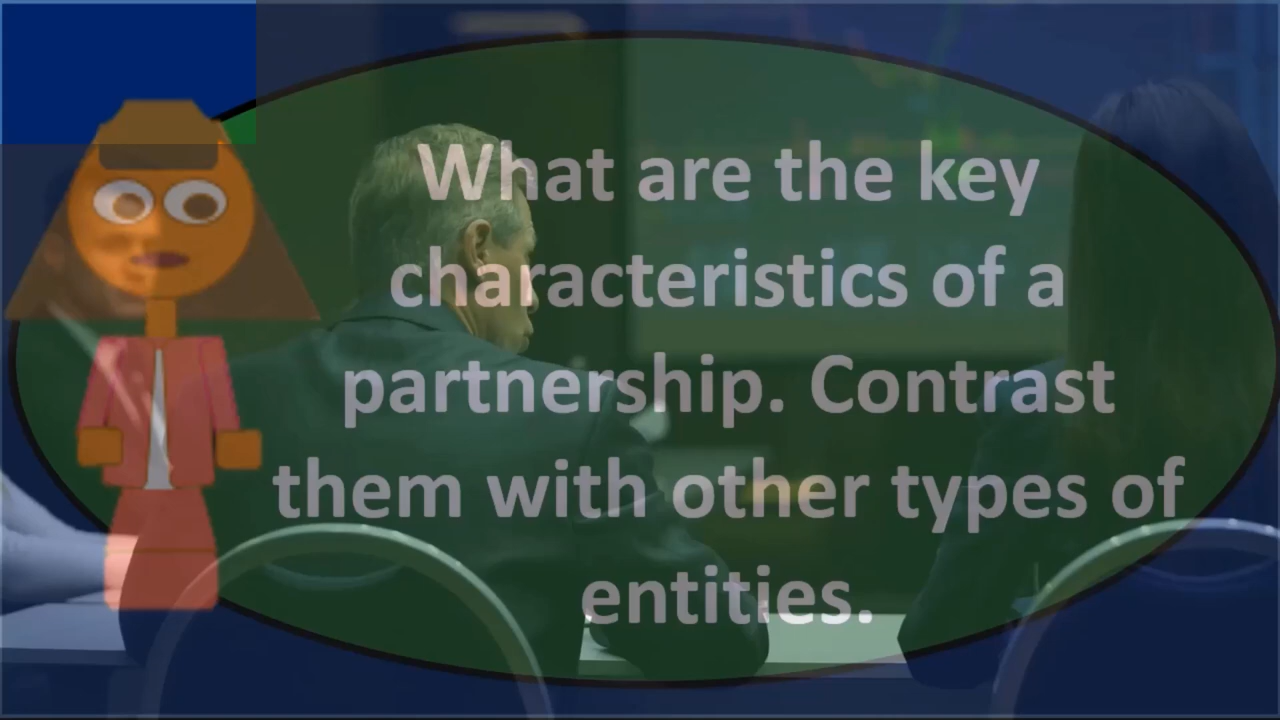 What are the key
characteristics of a
partnership. Contrast
them with other types of
entities.